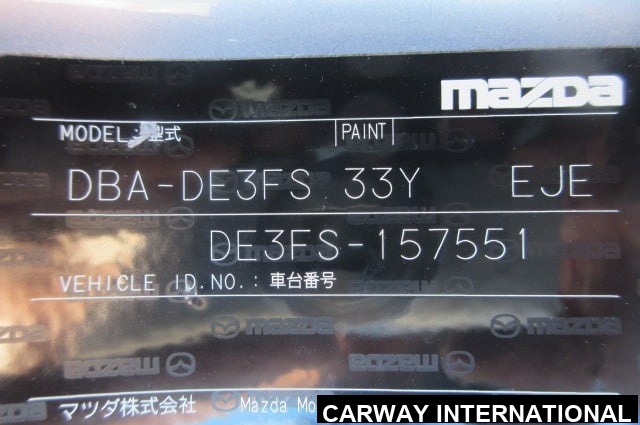 mazda
MODEL:型式 PAINT
DBA-DE3FS 33Y EJE
DE3FS-157551
VEHICLE ID.NO.: 車台番号
マツダ株式会社 Mazda
CARWAY INTERNATIONAL